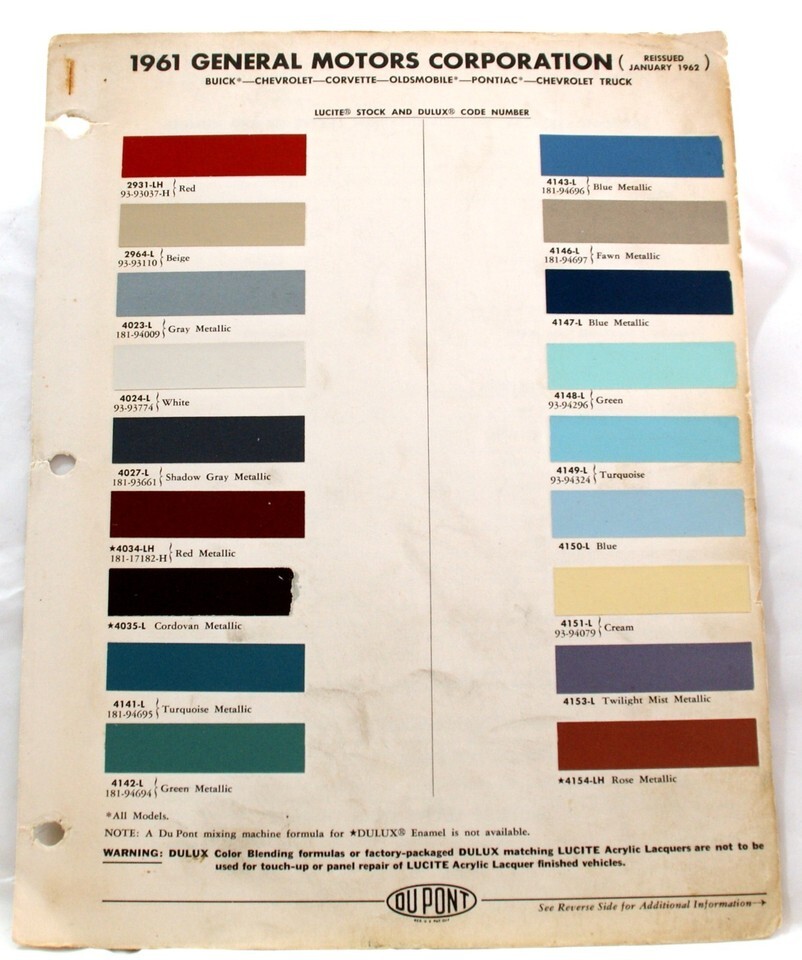 1961 GENERAL MOTORS CORPORATION ( REISSUED JANUARY 1962 )
BUICK*—CHEVROLET—CORVETTE—OLDSMOBILE*—PONTIAC*—CHEVROLET TRUCK
LUCITE® STOCK AND DULUX® CODE NUMBER
2931-LH
93-93037-H } Red
2964-L
93-93110 } Beige
4023-L
181-94009 } Gray Metallic
4024-L
93-93774 } White
4027-L
181-93661 } Shadow Gray Metallic
★4034-LH
181-17182-H } Red Metallic
★4035-L Cordovan Metallic
4141-L
181-94695 } Turquoise Metallic
4142-L
181-94694 } Green Metallic
4143-L
181-94696 } Blue Metallic
4146-L
181-94697 } Fawn Metallic
4147-L Blue Metallic
4148-L
93-94296 } Green
4149-L
93-94324 } Turquoise
4150-L Blue
4151-L
93-94079 } Cream
4153-L Twilight Mist Metallic
★4154-LH Rose Metallic
*All Models.
NOTE: A Du Pont mixing machine formula for ★DULUX® Enamel is not available.
WARNING: DULUX Color Blending formulas or factory-packaged DULUX matching LUCITE Acrylic Lacquers are not to be
used for touch-up or panel repair of LUCITE Acrylic Lacquer finished vehicles.
DU PONT
REG. U.S. PAT. OFF.
See Reverse Side for Additional Information→